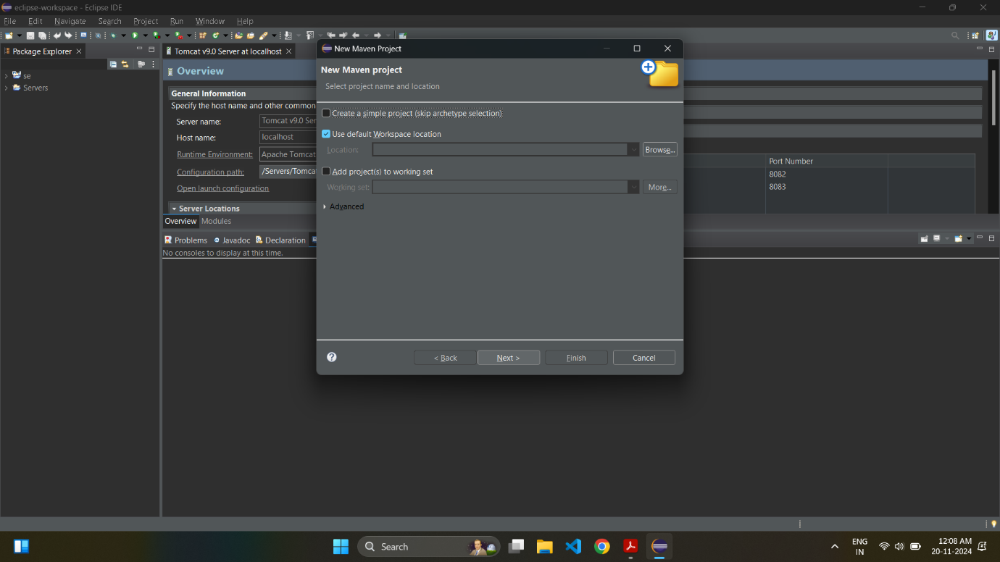 eclipse-workspace - Eclipse IDE
File Edit Navigate Search Project Run Window Help
Package Explorer
se
Servers
Tomcat v9.0 Server at localhost
Overview
General Information
Specify the host name and other common
Server name: Tomcat v9.0 Ser
Host name: localhost
Runtime Environment: Apache Tomcat
Configuration path: /Servers/Tomcat
Open launch configuration
Server Locations
Overview Modules
Port Number
8082
8083
Problems Javadoc Declaration
No consoles to display at this time.
New Maven Project
New Maven project
Select project name and location
Create a simple project (skip archetype selection)
Use default Workspace location
Location: Browse...
Add project(s) to working set
Working set: More...
Advanced
< Back Next > Finish Cancel
Search
ENG
IN
12:08 AM
20-11-2024